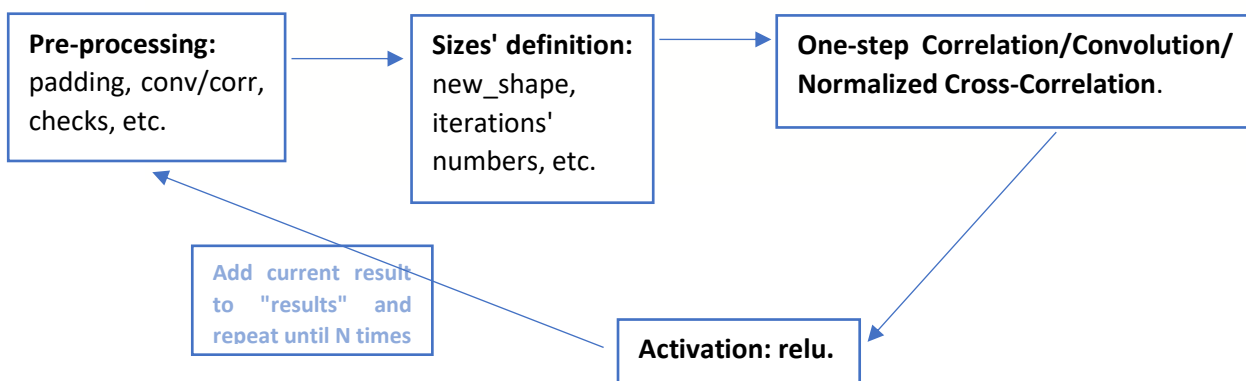 Pre-processing:
padding, conv/corr,
checks, etc.
Sizes' definition:
new_shape,
iterations'
numbers, etc.
One-step Correlation/Convolution/
Normalized Cross-Correlation.
Add current result
to "results" and
repeat until N times
Activation: relu.